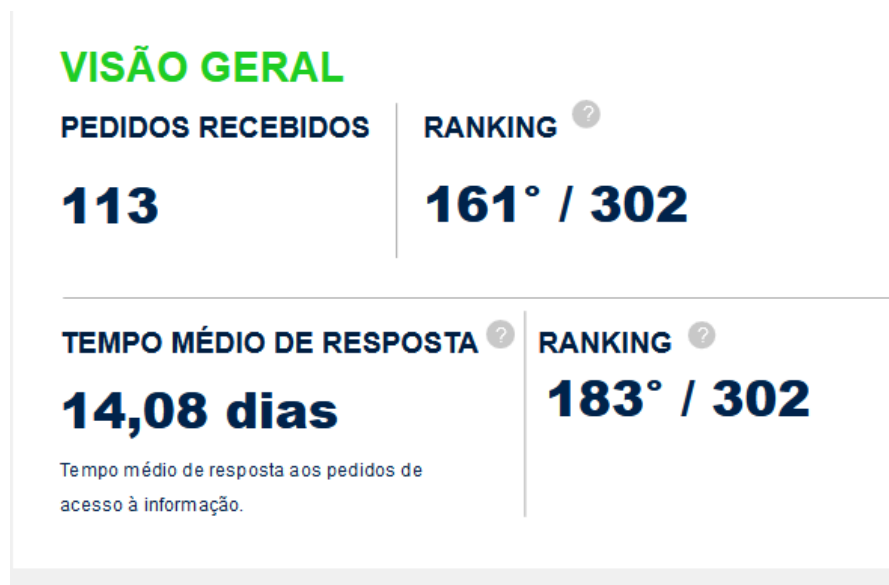 VISÃO GERAL
PEDIDOS RECEBIDOS
113
RANKING ?
161° / 302
TEMPO MÉDIO DE RESPOSTA ?
14,08 dias
Tempo médio de resposta aos pedidos de
acesso à informação.
RANKING ?
183° / 302